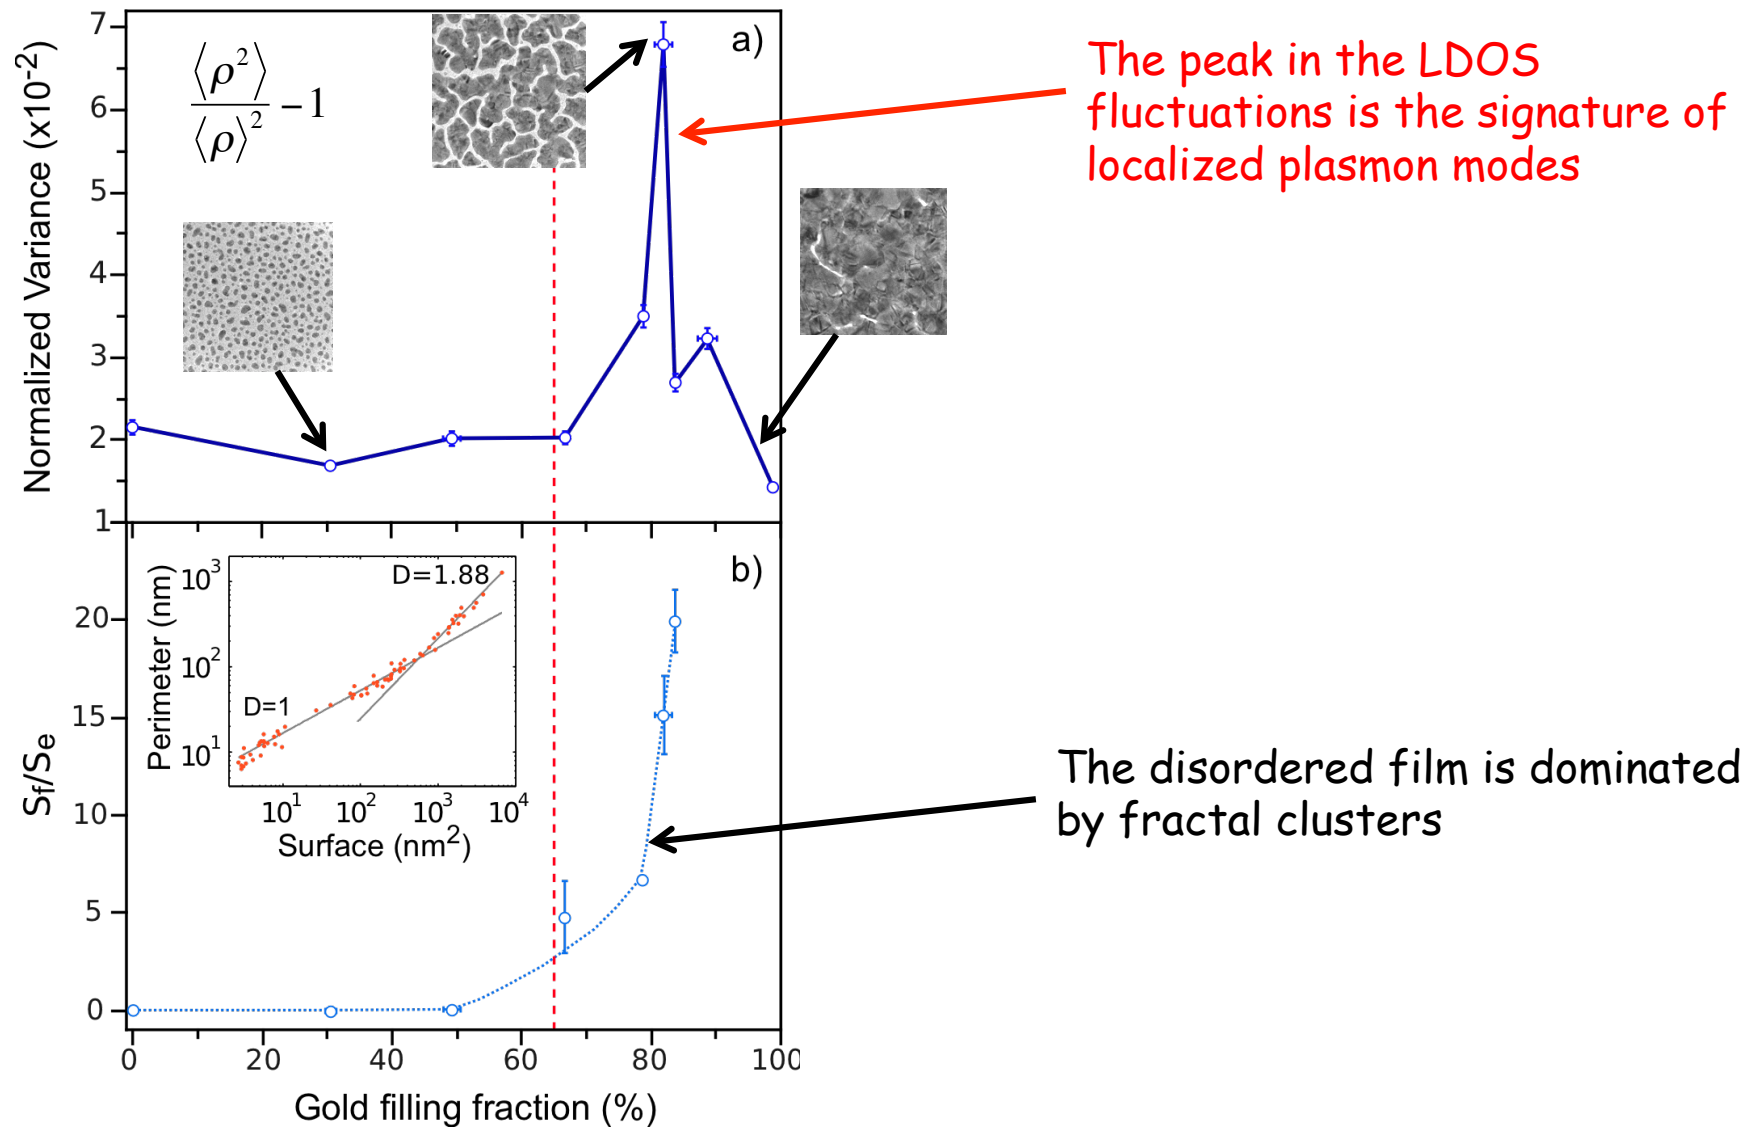 a)
Normalized Variance (x10-2)
7
6
5
4
3
2
1
⟨ρ²⟩
⟨ρ⟩² − 1
The peak in the LDOS
fluctuations is the signature of
localized plasmon modes
b)
Sf/Se
20
15
10
5
0
Perimeter (nm)
10³
10²
10¹
D=1.88
D=1
10¹ 10² 10³ 10⁴
Surface (nm²)
The disordered film is dominated
by fractal clusters
0 20 40 60 80 100
Gold filling fraction (%)